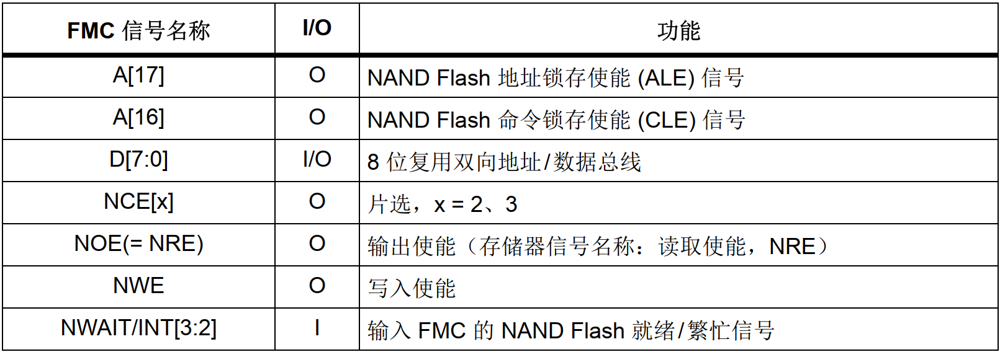 FMC 信号名称 I/O 功能
A[17] O NAND Flash 地址锁存使能 (ALE) 信号
A[16] O NAND Flash 命令锁存使能 (CLE) 信号
D[7:0] I/O 8 位复用双向地址/数据总线
NCE[x] O 片选，x = 2、3
NOE(= NRE) O 输出使能（存储器信号名称：读取使能，NRE）
NWE O 写入使能
NWAIT/INT[3:2] I 输入 FMC 的 NAND Flash 就绪/繁忙信号